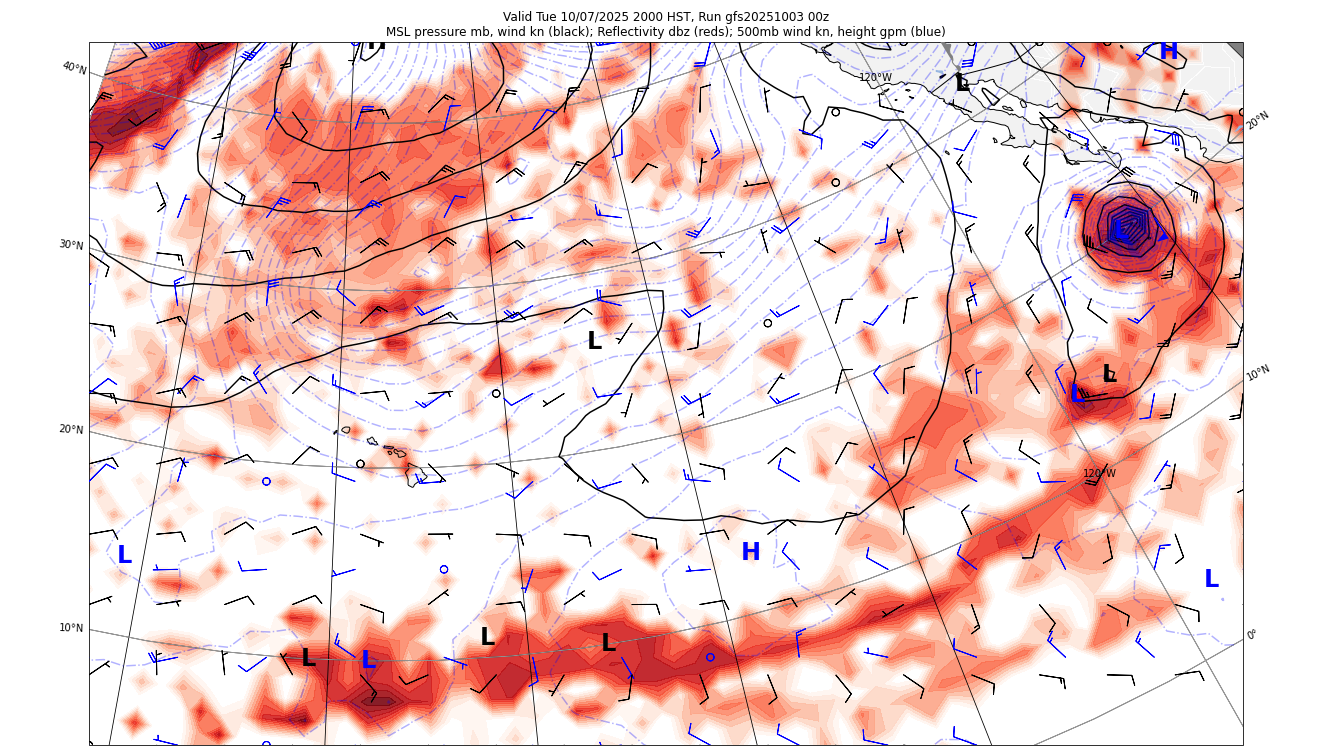 Valid Tue 10/07/2025 2000 HST, Run gfs20251003 00z
MSL pressure mb, wind kn (black); Reflectivity dbz (reds); 500mb wind kn, height gpm (blue)
H
H
40°N
120°W
L
20°N
30°N
L
L
L
10°N
20°N
120°W
L
H
L
10°N
L
L
L
L
0°